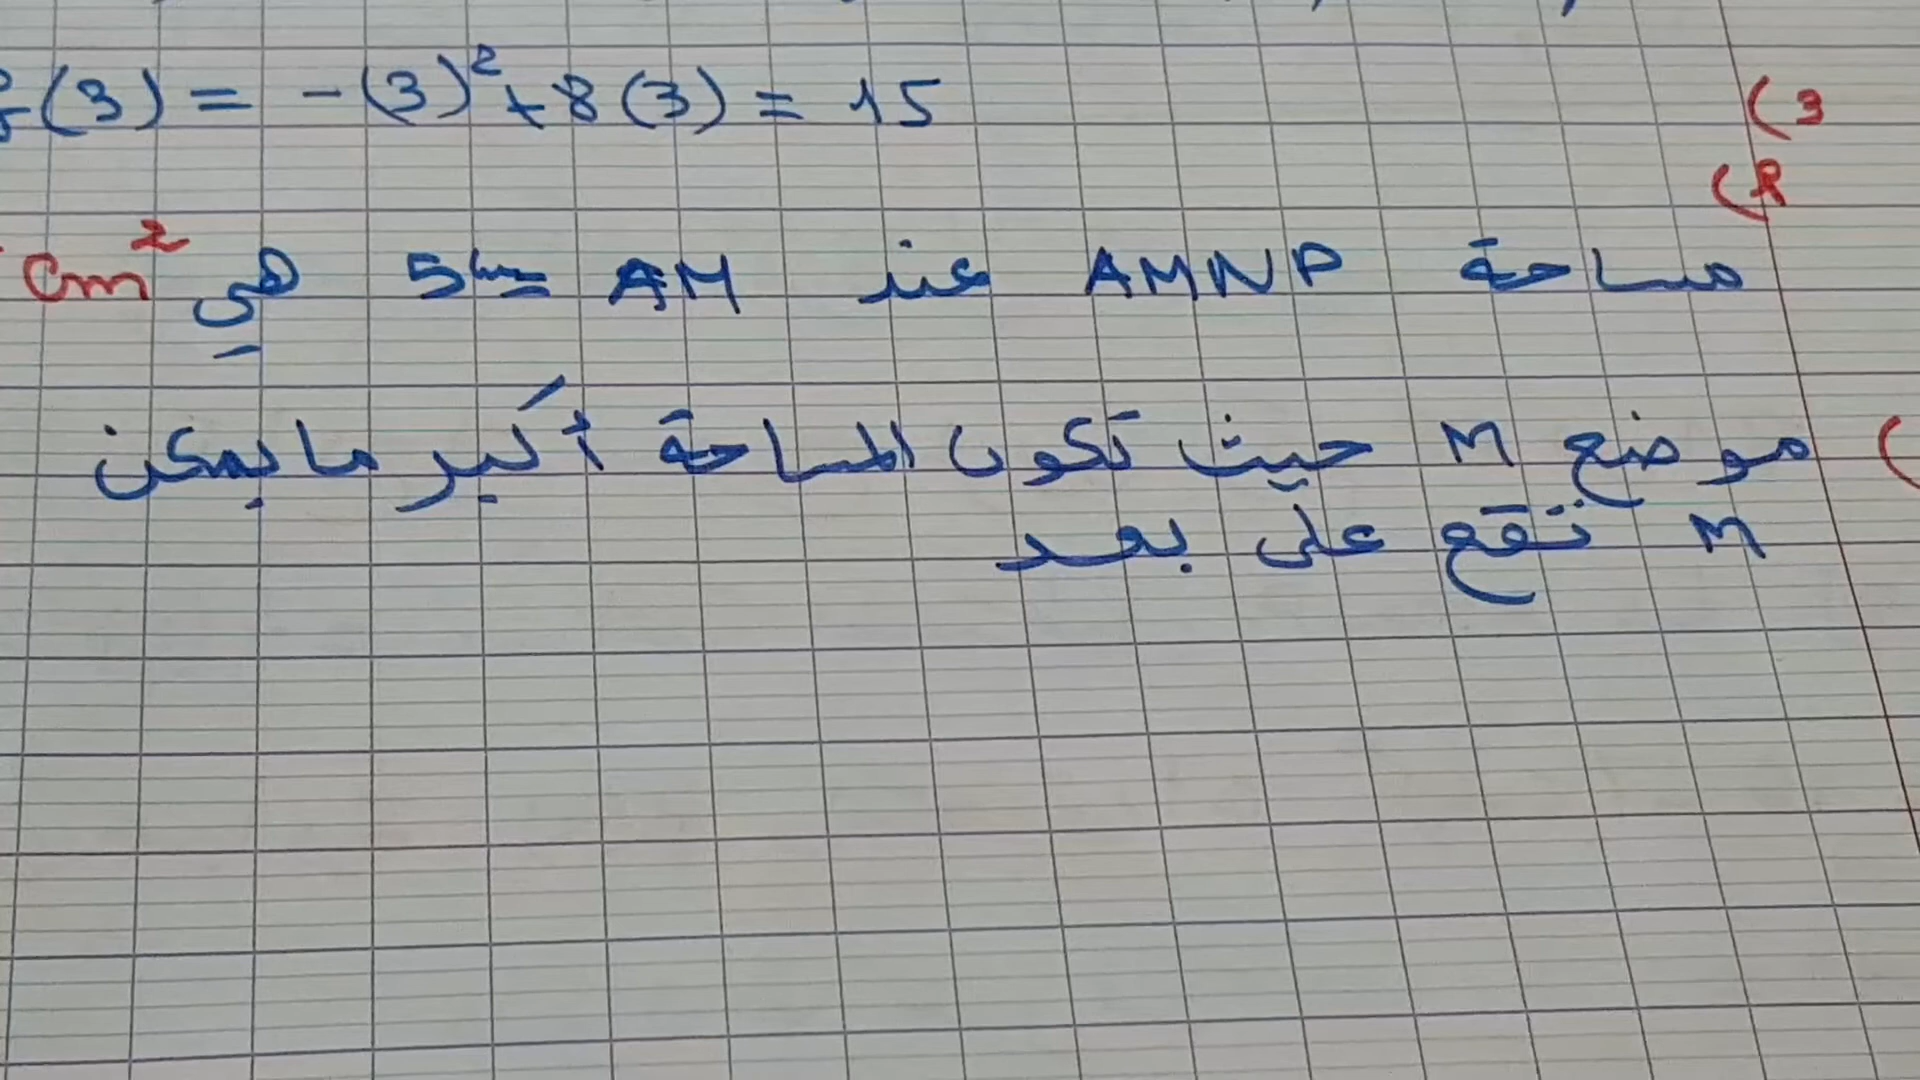 (3) = -(3)² + 8(3) = 15
(3
(8
مساحة AMNP عند AM = 5 هي cm²
موضع M حيث تكون المساحة أكبر ما يمكن
M تقع على بعد